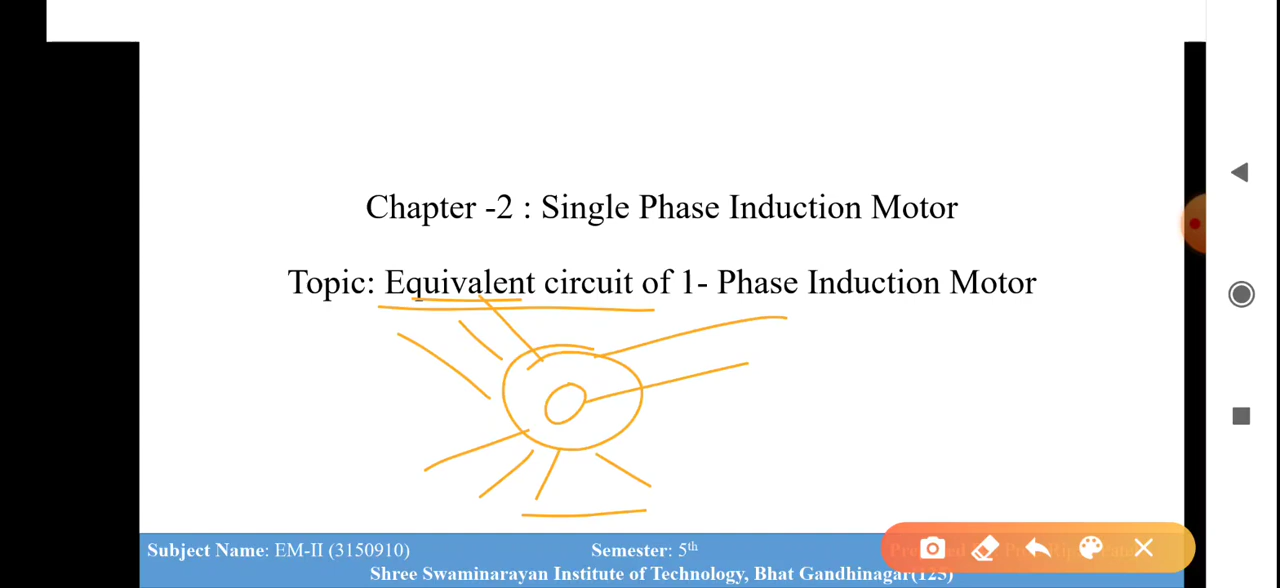 Chapter -2 : Single Phase Induction Motor
Topic: Equivalent circuit of 1- Phase Induction Motor
Subject Name: EM-II (3150910) Semester: 5th
Shree Swaminarayan Institute of Technology, Bhat Gandhinagar(125)